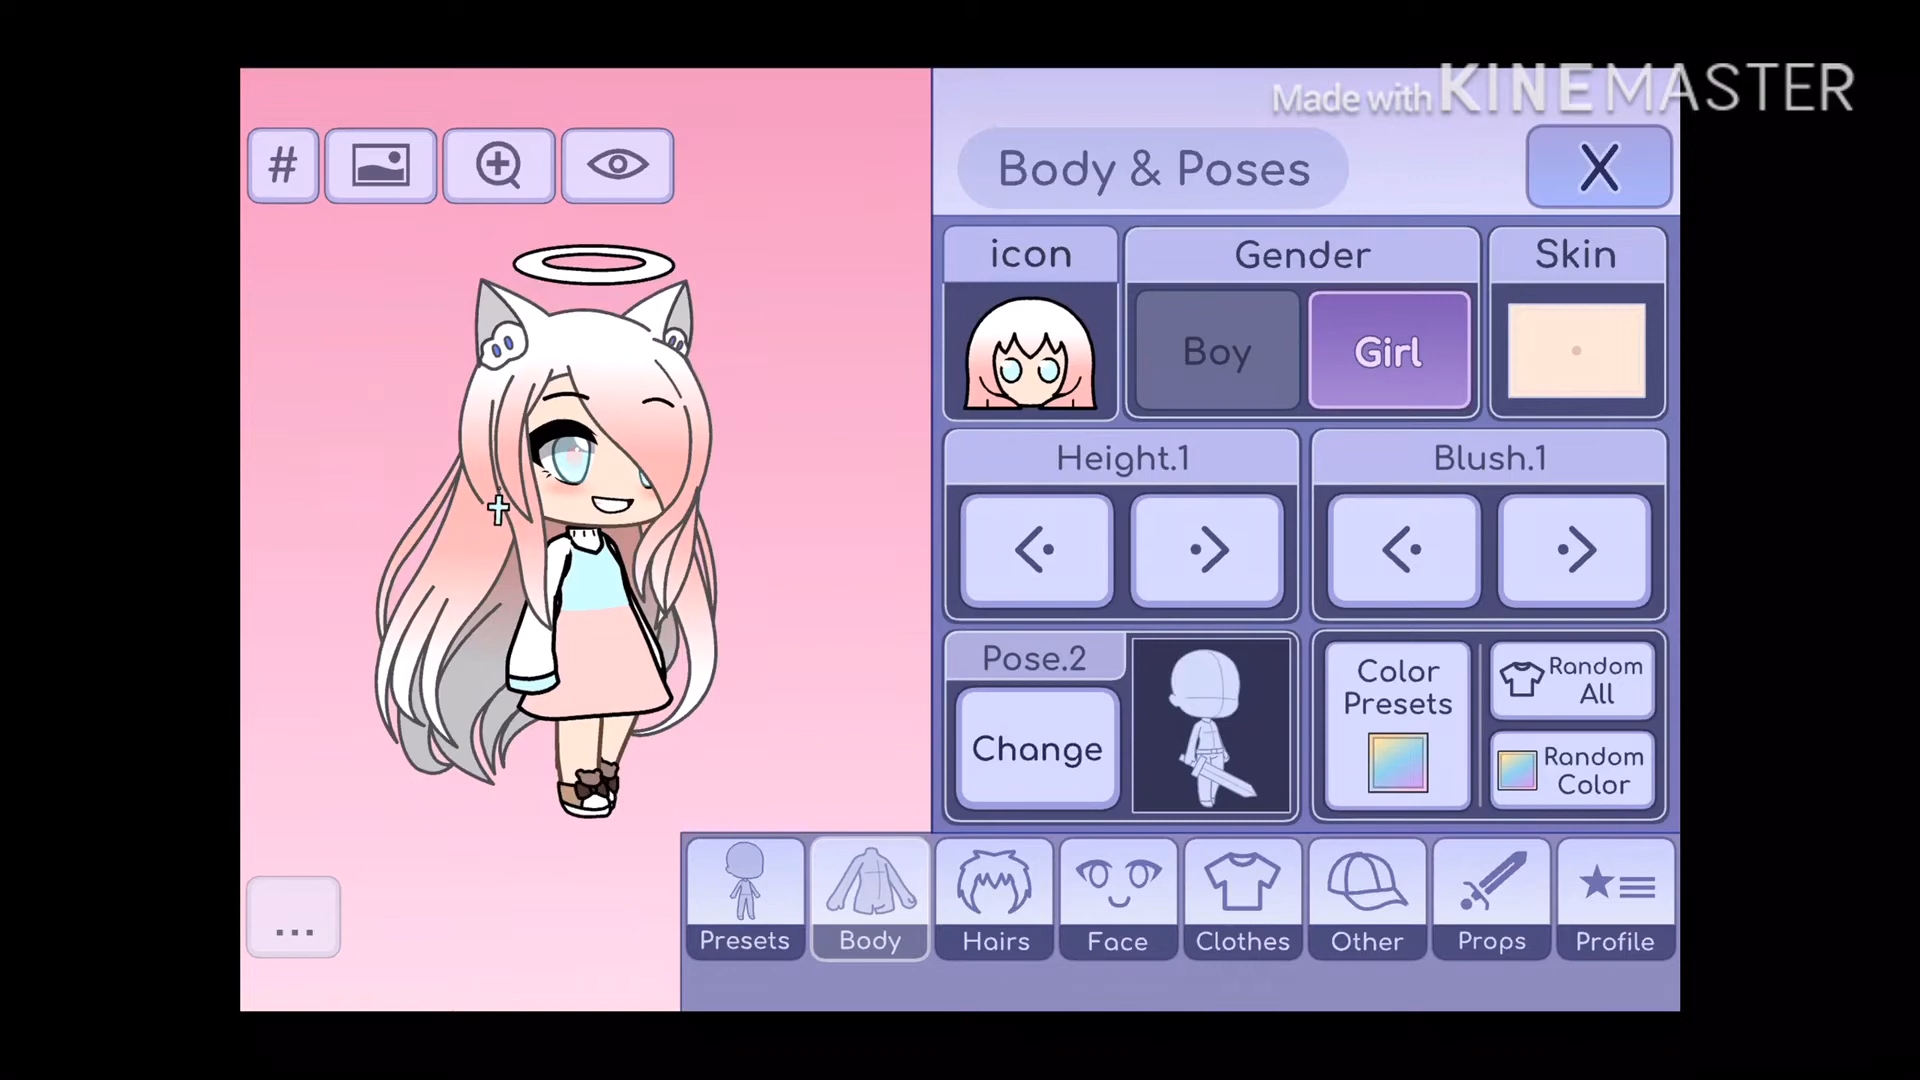 Made with KINEMASTER
#
Body & Poses
X
icon
Gender
Skin
Boy
Girl
Height.1
Blush.1
Pose.2
Change
Color
Presets
Random
All
Random
Color
...
Presets
Body
Hairs
Face
Clothes
Other
Props
Profile